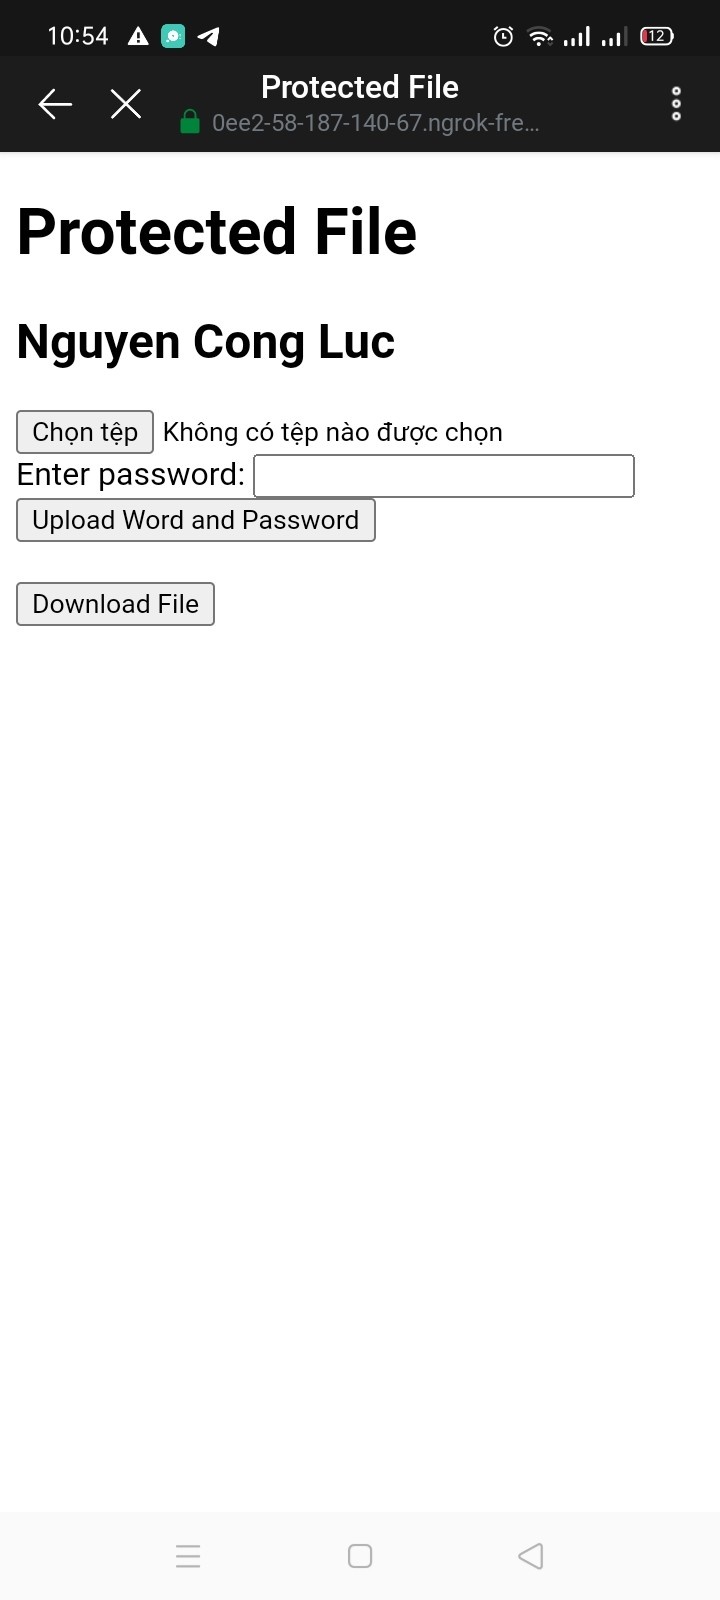 10:54
12
Protected File
0ee2-58-187-140-67.ngrok-fre...
Protected File
Nguyen Cong Luc
Chọn tệp Không có tệp nào được chọn
Enter password:
Upload Word and Password
Download File